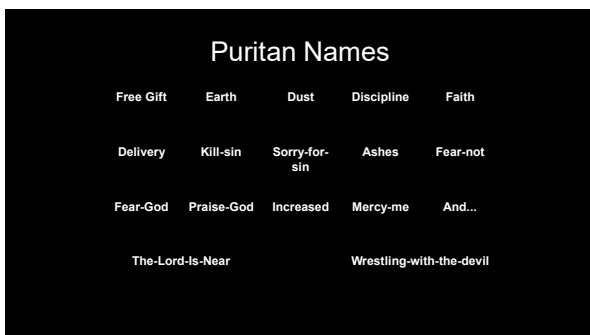 Puritan Names
Free Gift Earth Dust Discipline Faith
Delivery Kill-sin Sorry-for- Ashes Fear-not
sin
Fear-God Praise-God Increased Mercy-me And...
The-Lord-Is-Near Wrestling-with-the-devil